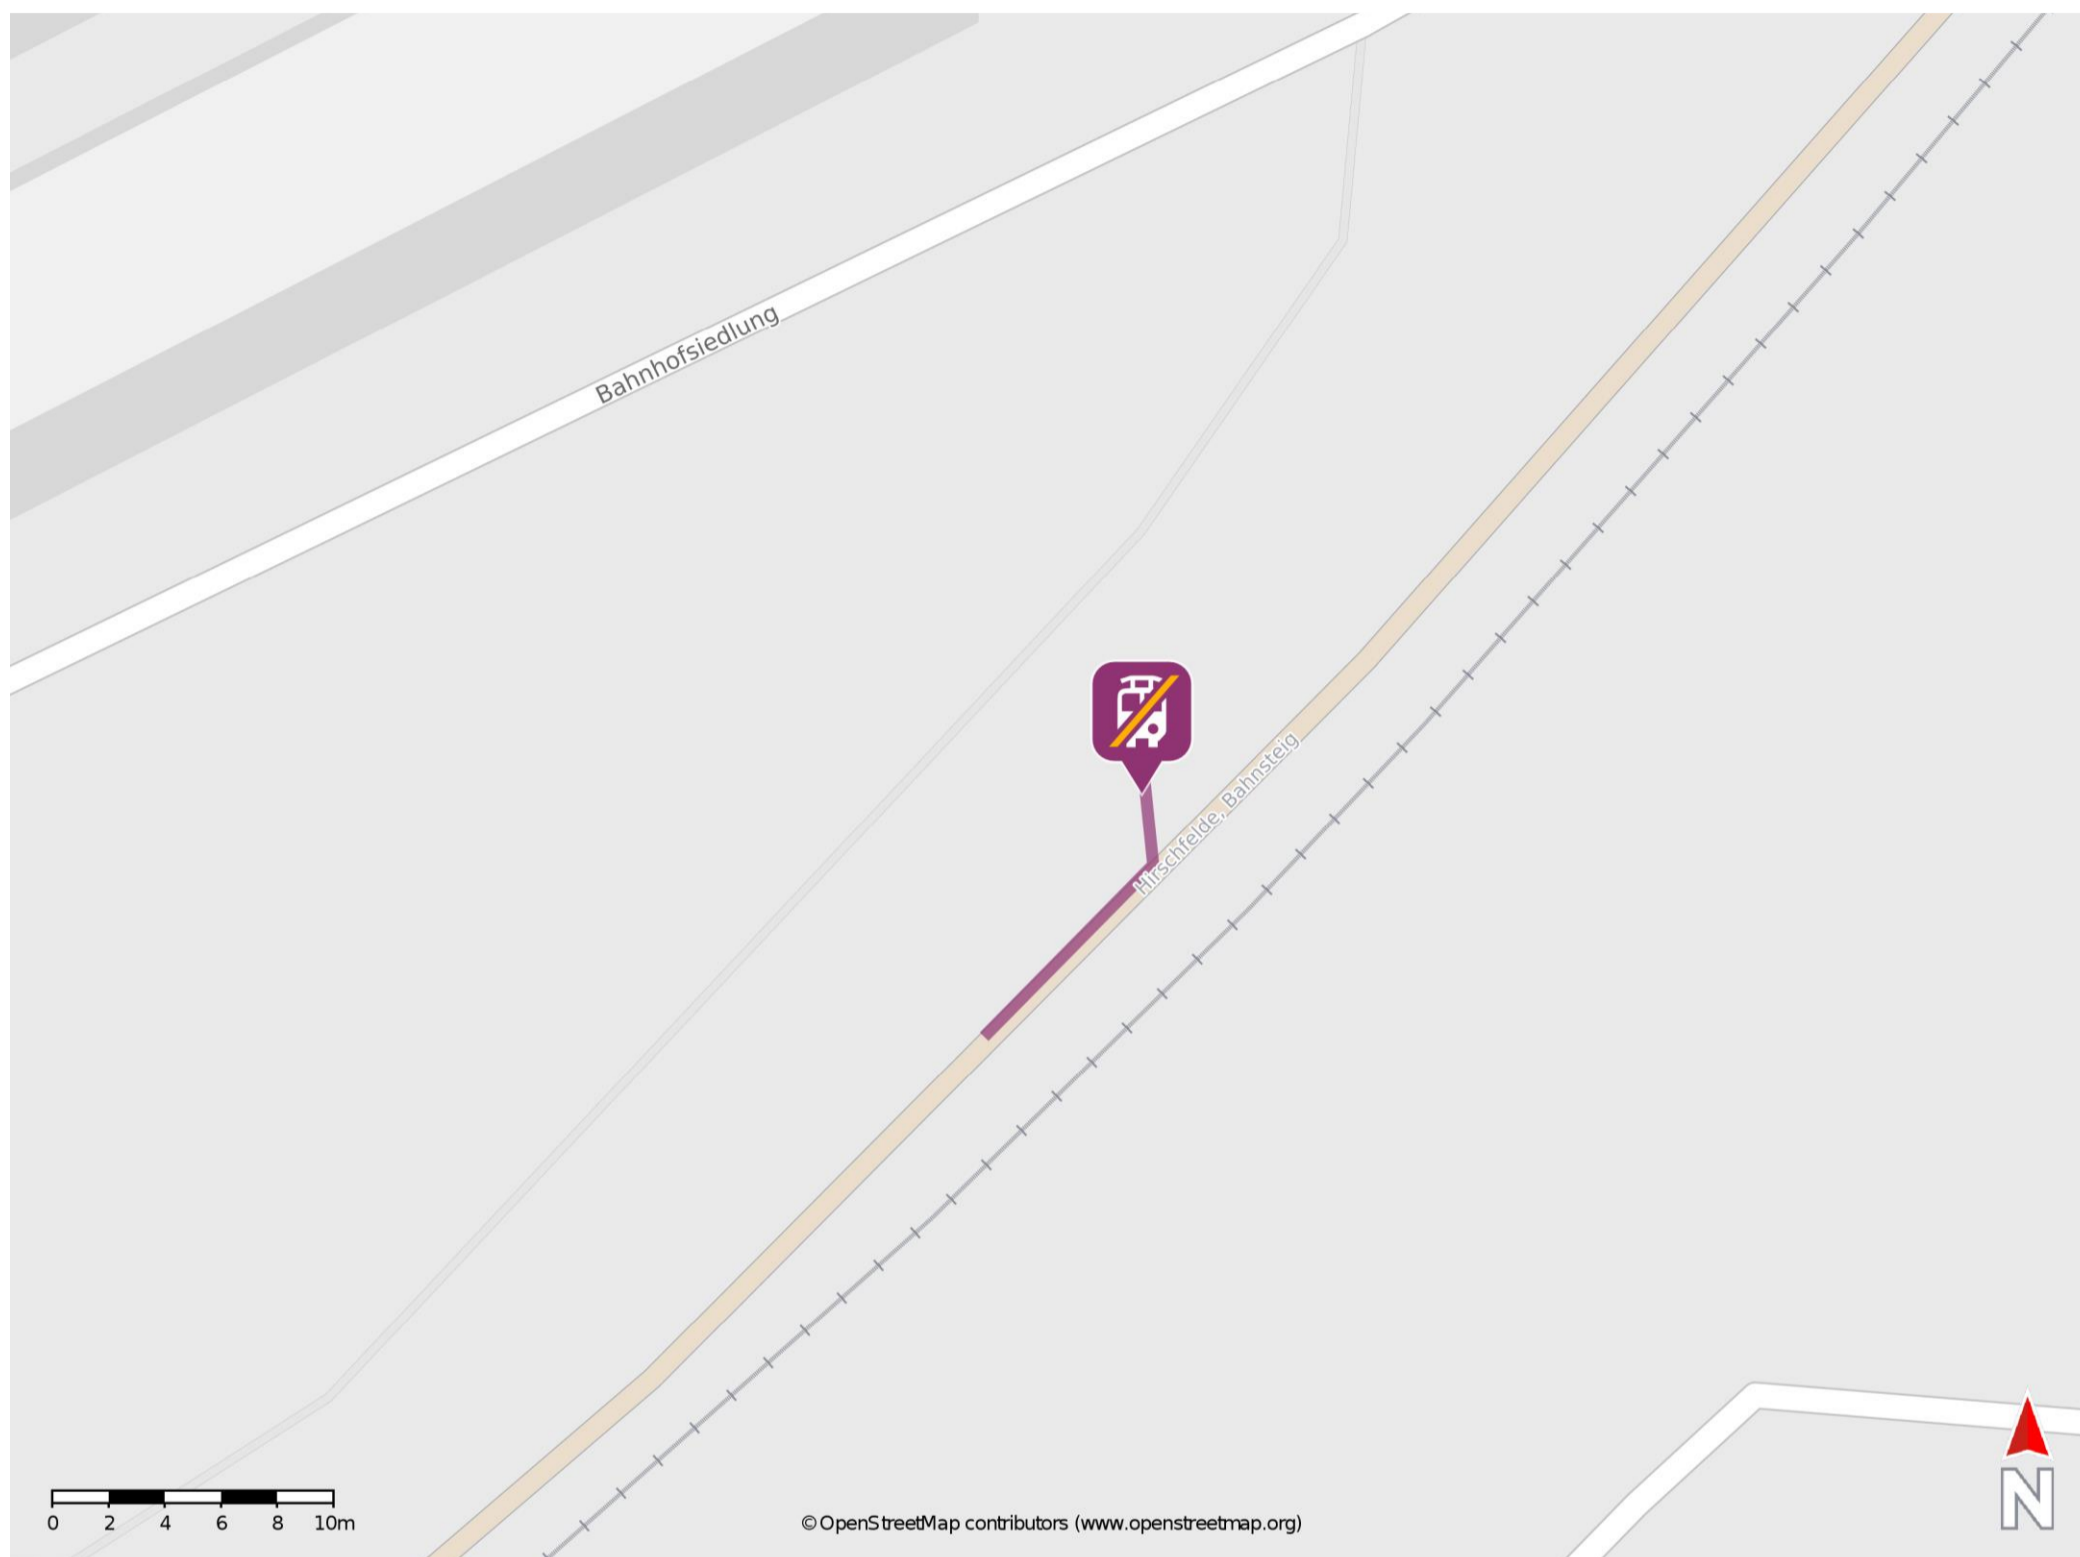 Bahnhofsiedlung
Hirschfelde, Bahnsteig
0 2 4 6 8 10m
© OpenStreetMap contributors (www.openstreetmap.org)
N